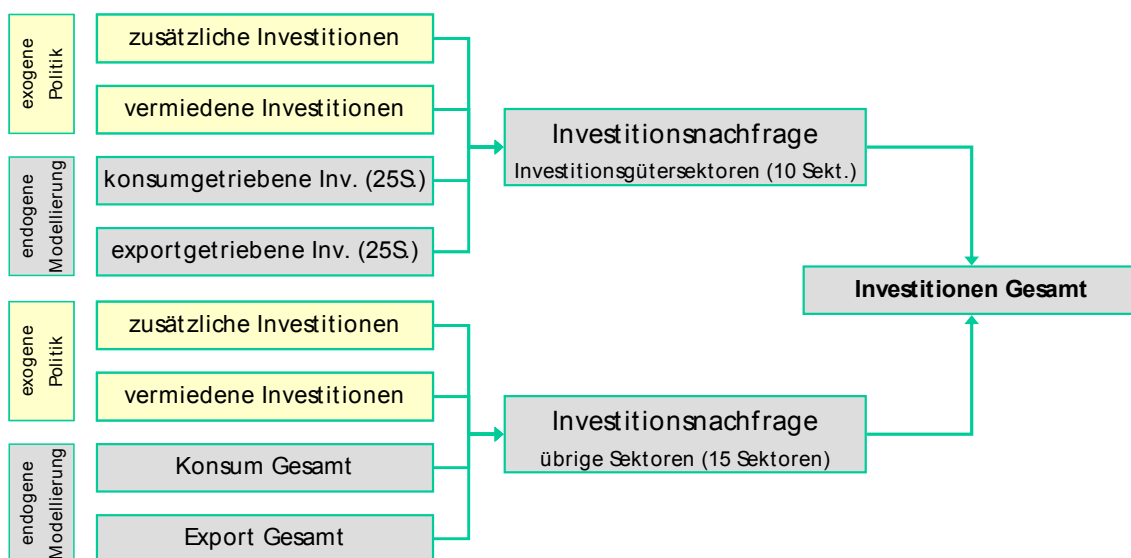 exogene
Politik
zusätzliche Investitionen
vermiedene Investitionen
endogene
Modellierung
konsumgetriebene Inv. (25S.)
exportgetriebene Inv. (25S.)
Investitionsnachfrage
Investitionsgütersektoren (10 Sekt.)
Investitionen Gesamt
exogene
Politik
zusätzliche Investitionen
vermiedene Investitionen
endogene
Modellierung
Konsum Gesamt
Export Gesamt
Investitionsnachfrage
übrige Sektoren (15 Sektoren)